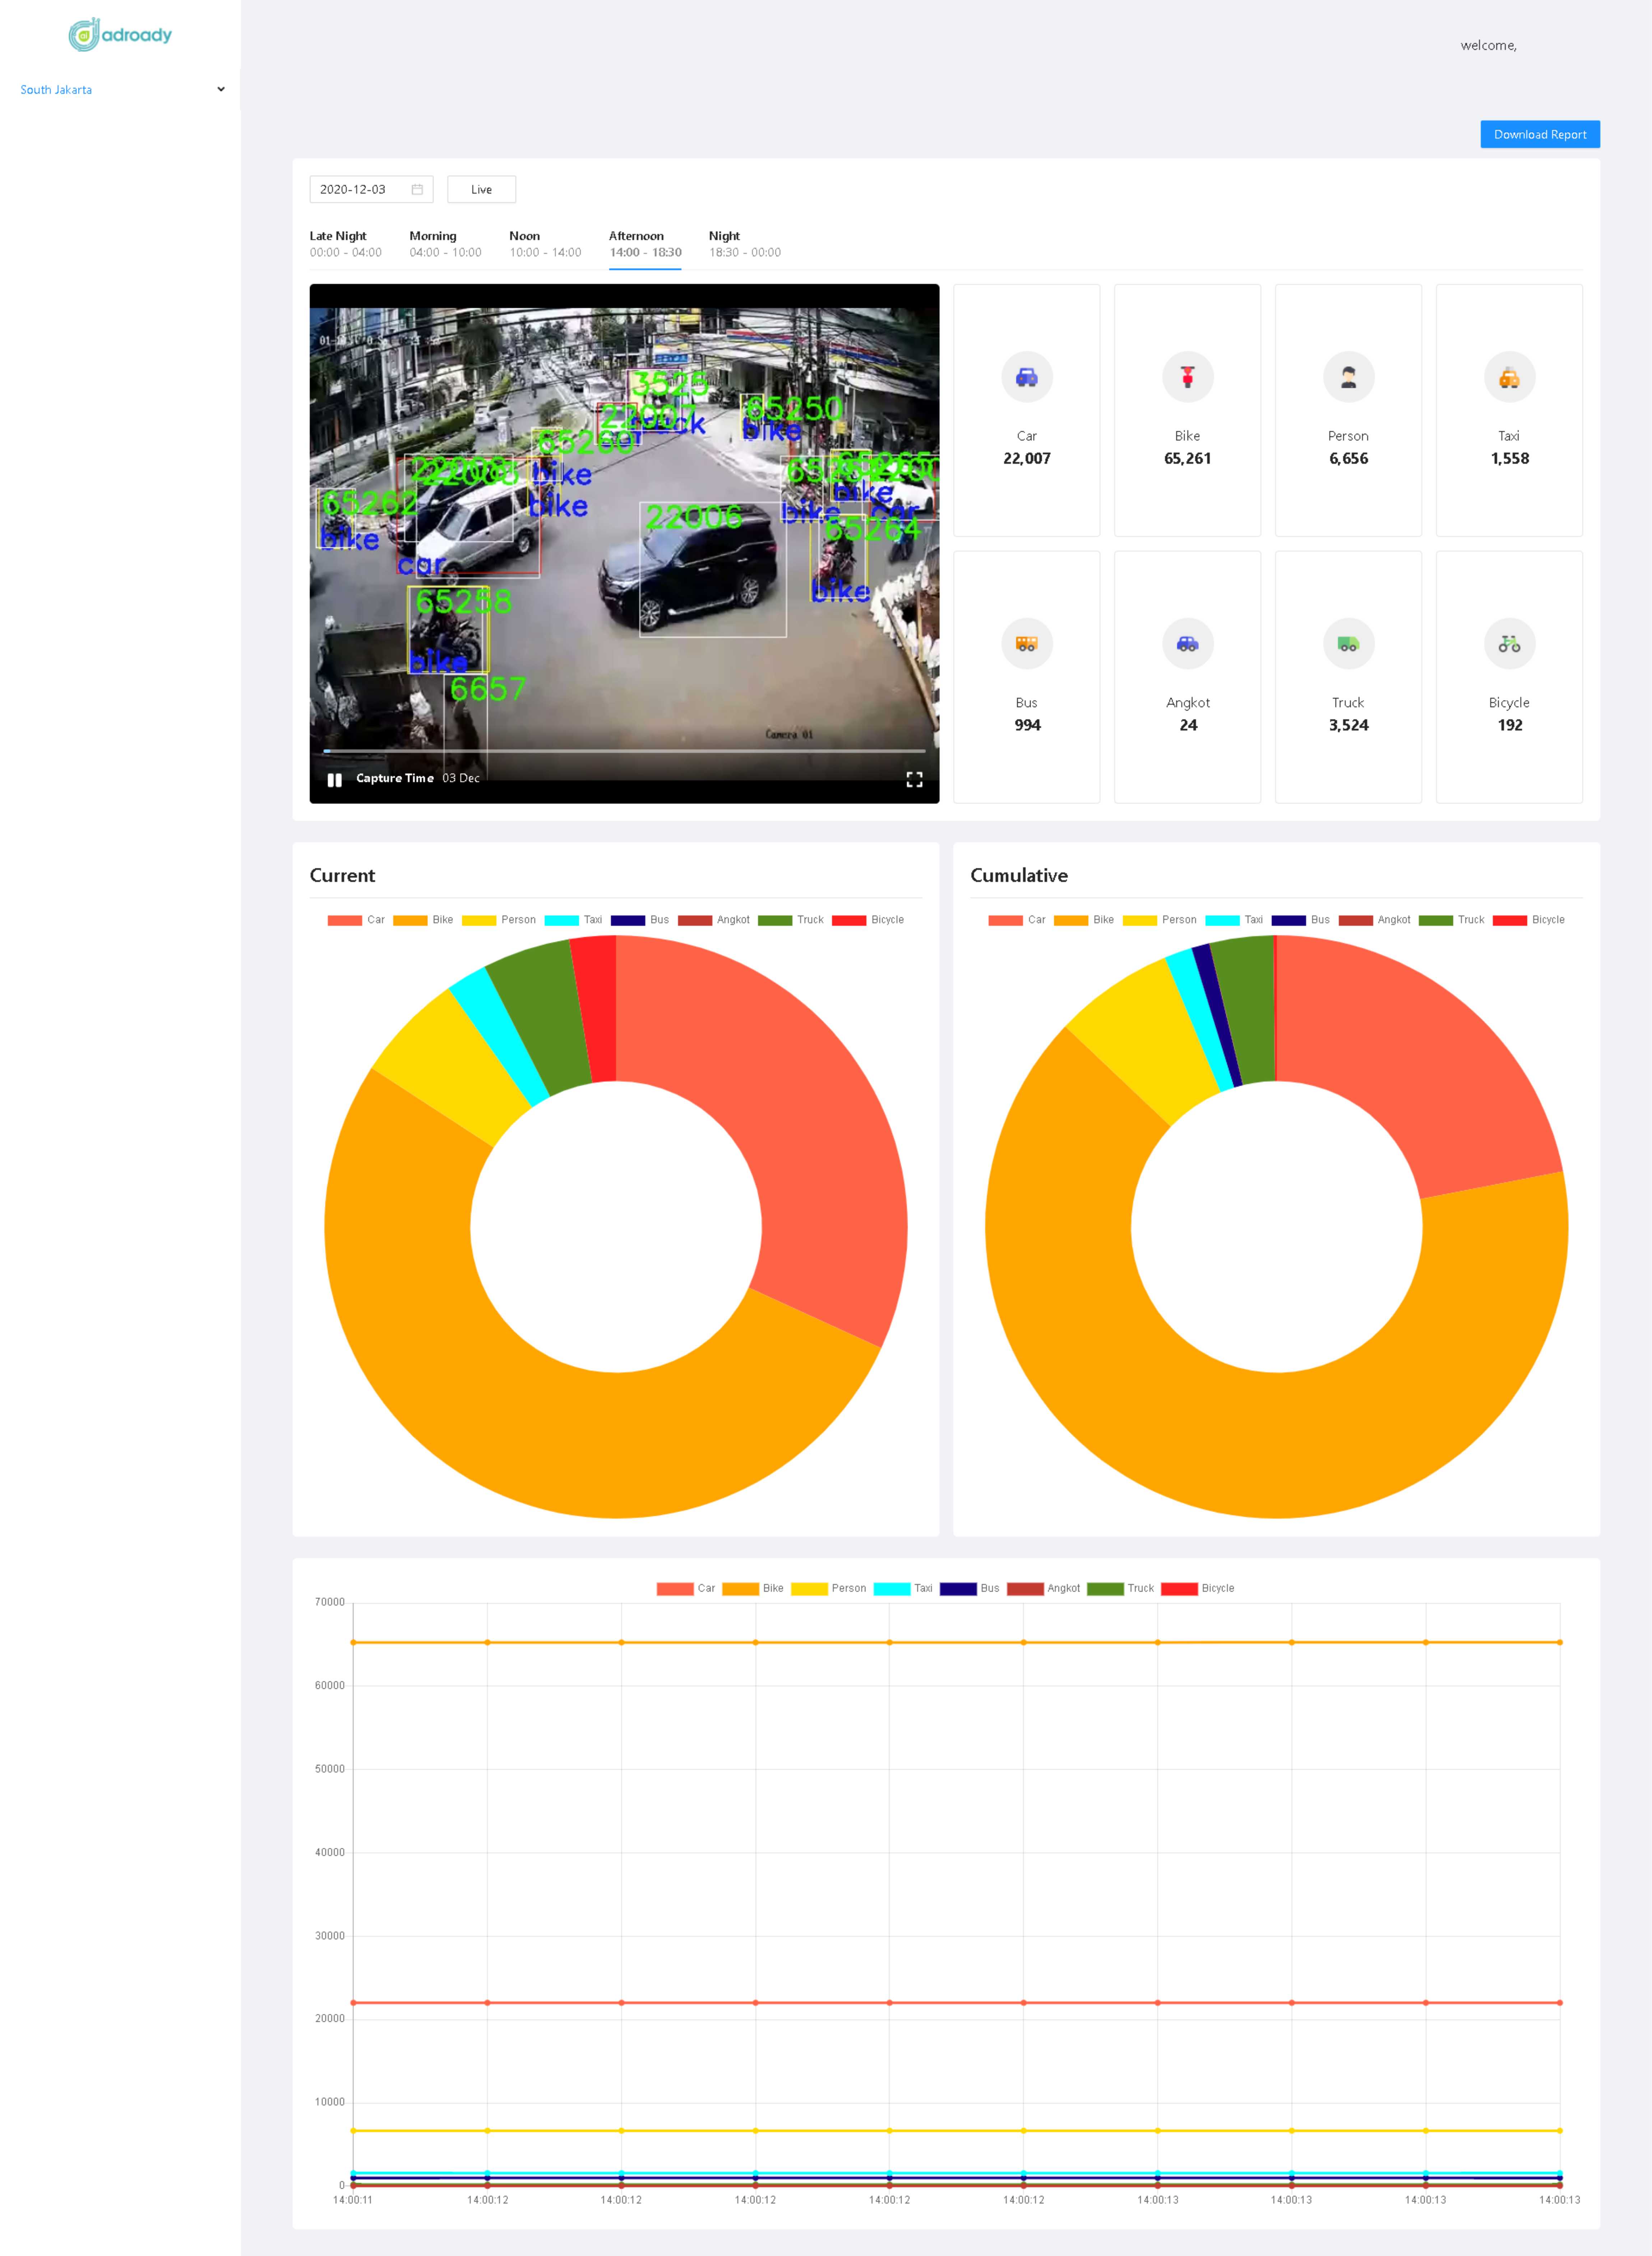 adroady
welcome,
South Jakarta
Download Report
2020-12-03 Live
Late Night Morning Noon Afternoon Night
00:00 - 04:00 04:00 - 10:00 10:00 - 14:00 14:00 - 18:30 18:30 - 00:00
3525
22007
65250
bike
65260
bike
bike
65262
bike
car
22006
65264
bike
bike
car
bike
65258
bike
6657
Camera 01
Capture Time 03 Dec
Car Bike Person Taxi
22,007 65,261 6,656 1,558
Bus Angkot Truck Bicycle
994 24 3,524 192
Current
Car Bike Person Taxi Bus Angkot Truck Bicycle
Cumulative
Car Bike Person Taxi Bus Angkot Truck Bicycle
Car Bike Person Taxi Bus Angkot Truck Bicycle
70000
60000
50000
40000
30000
20000
10000
0
14:00:11 14:00:12 14:00:12 14:00:12 14:00:12 14:00:12 14:00:13 14:00:13 14:00:13 14:00:13